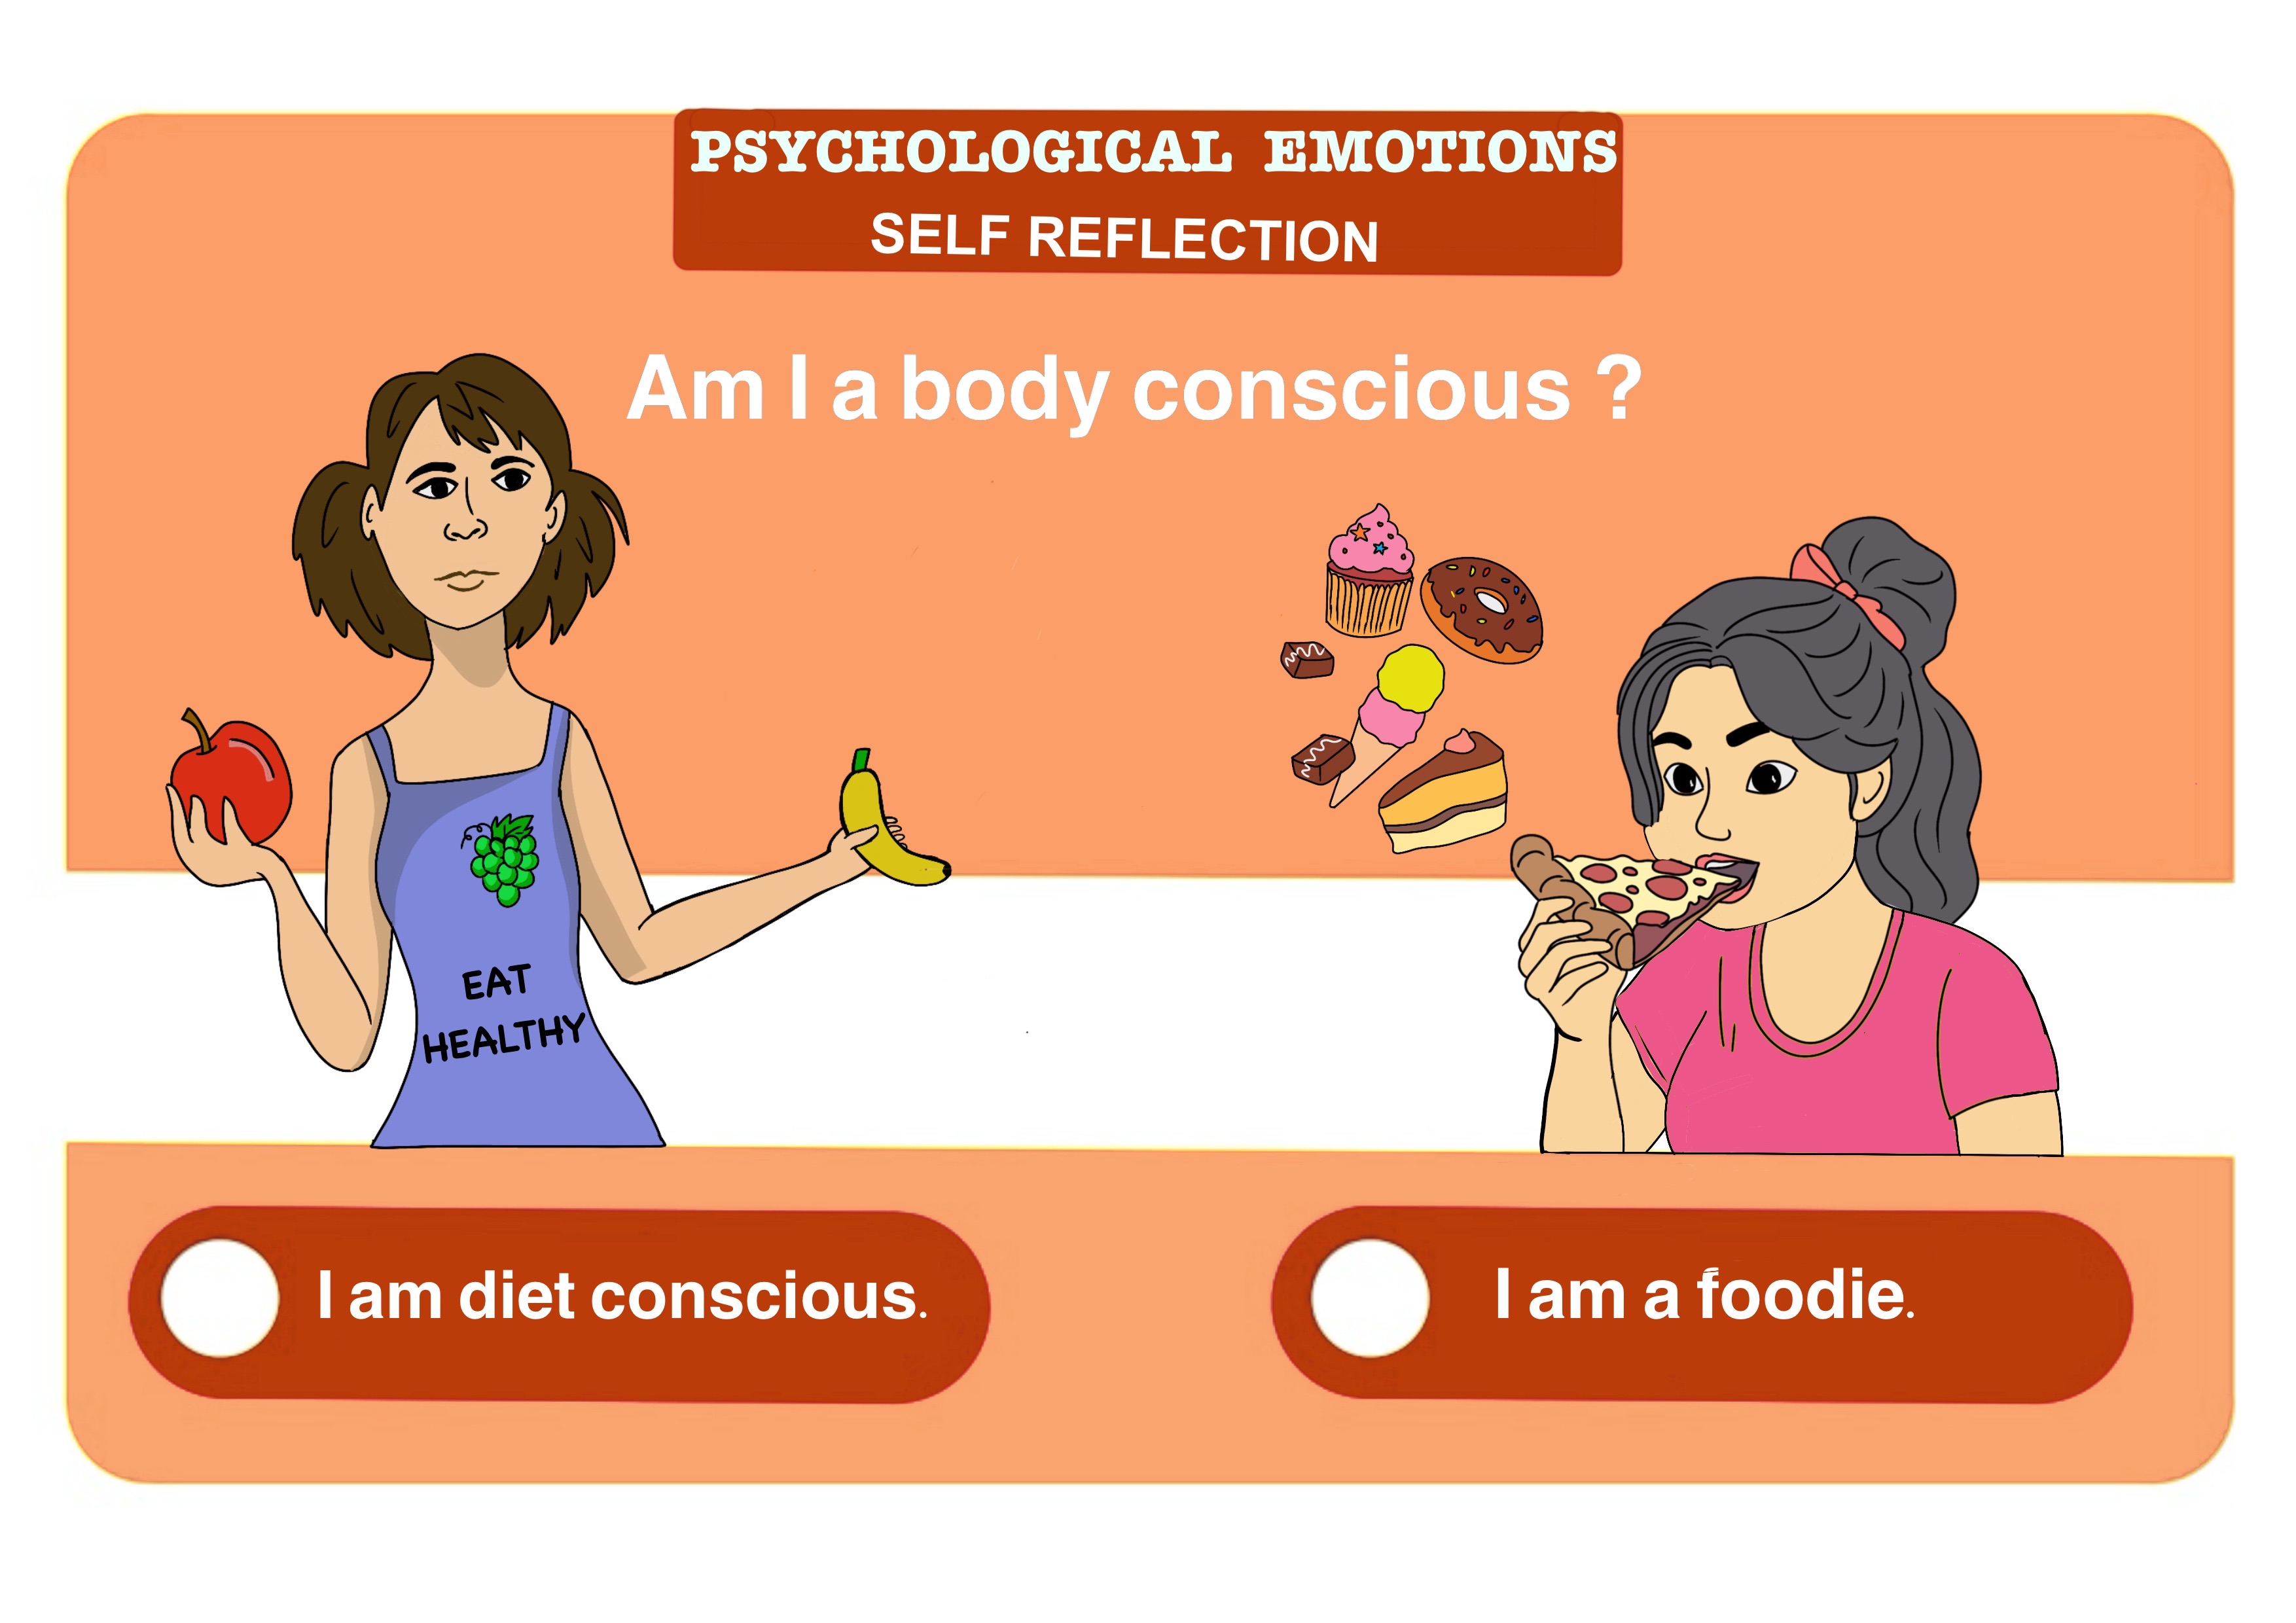 PSYCHOLOGICAL EMOTIONS
SELF REFLECTION
Am I a body conscious ?
EAT
HEALTHY
I am diet conscious.
I am a foodie.